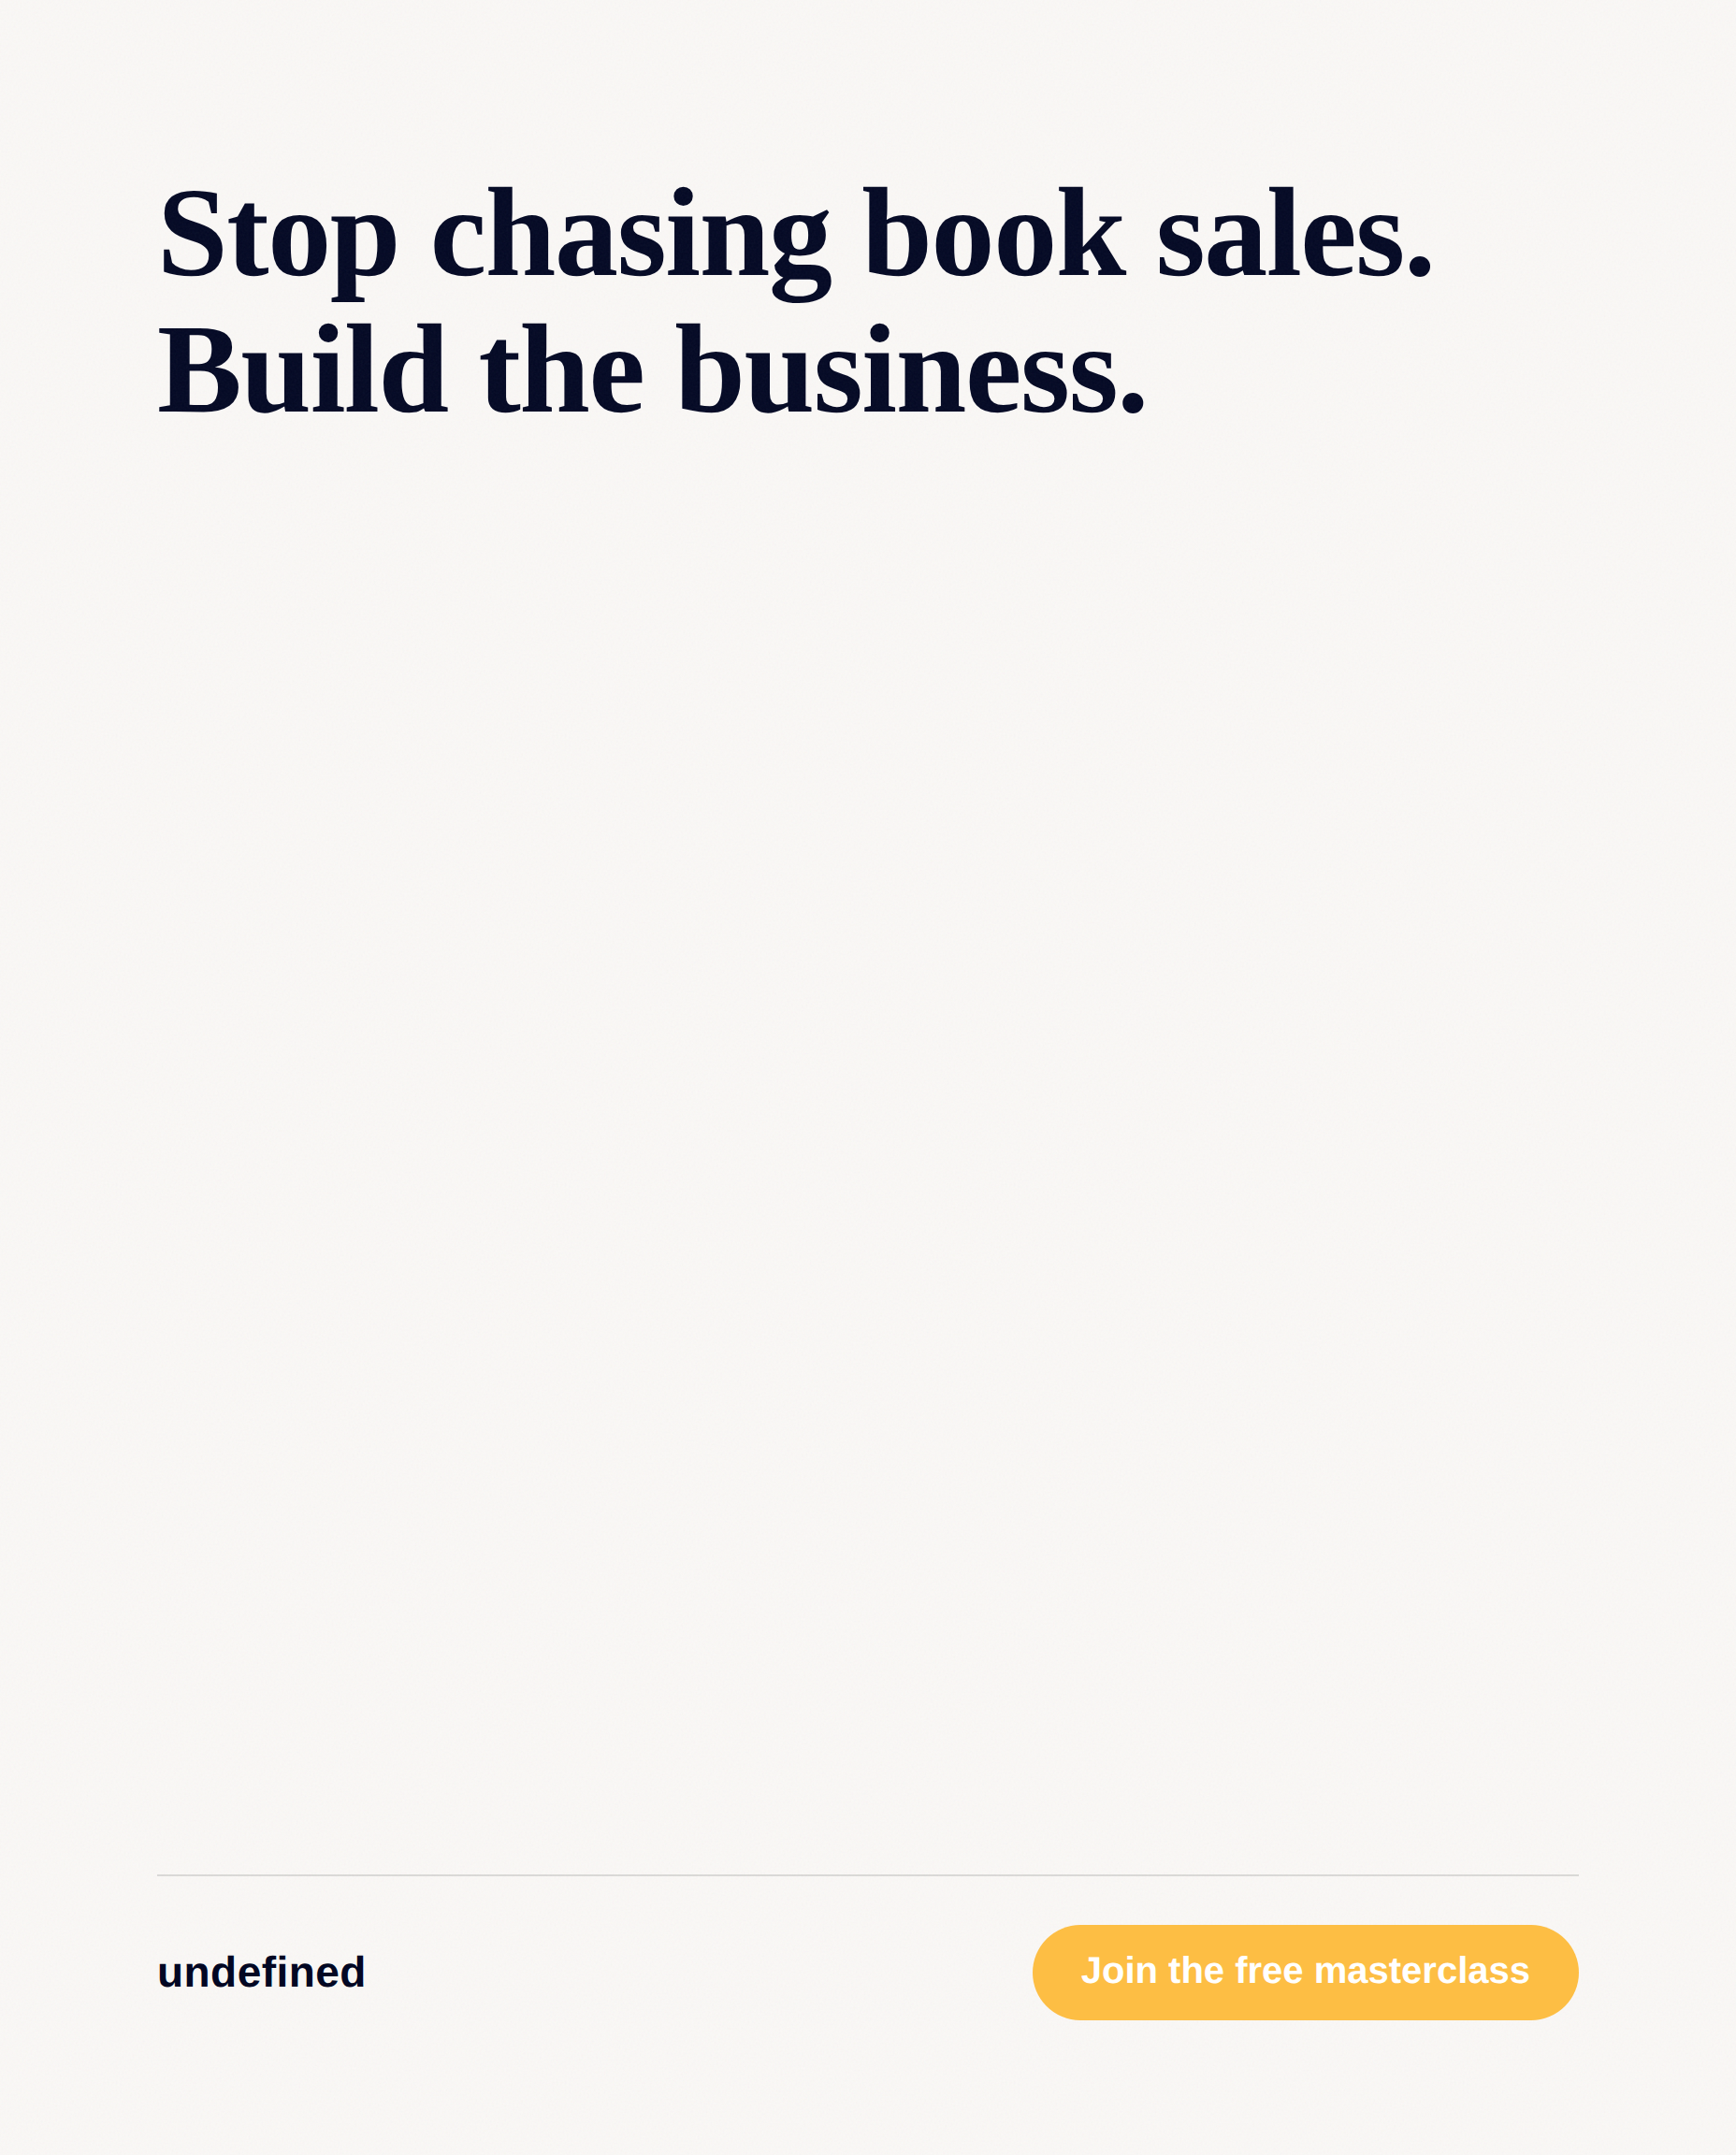 Stop chasing book sales.
Build the business.
undefined
Join the free masterclass